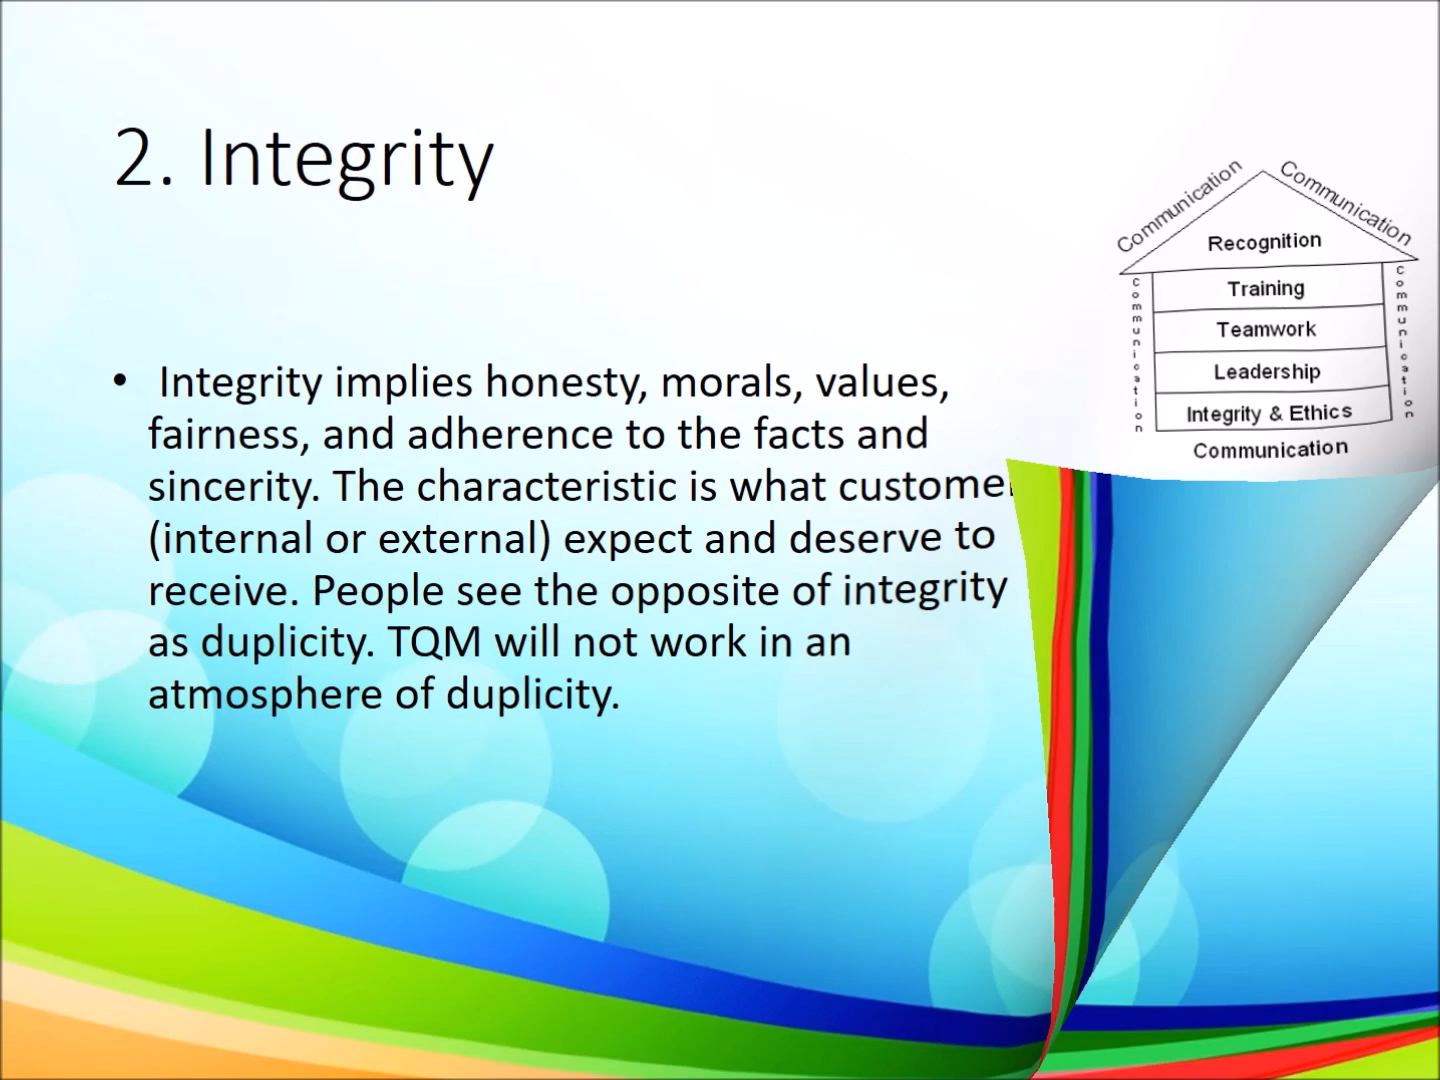 2. Integrity
• Integrity implies honesty, morals, values,
fairness, and adherence to the facts and
sincerity. The characteristic is what
(internal or external) expect and deserve to
receive. People see the opposite of integrity
as duplicity. TQM will not work in an
atmosphere of duplicity.
Communication
Communication
Recognition
Communication
Training
Teamwork
Leadership
Integrity & Ethics
Communication
Communication